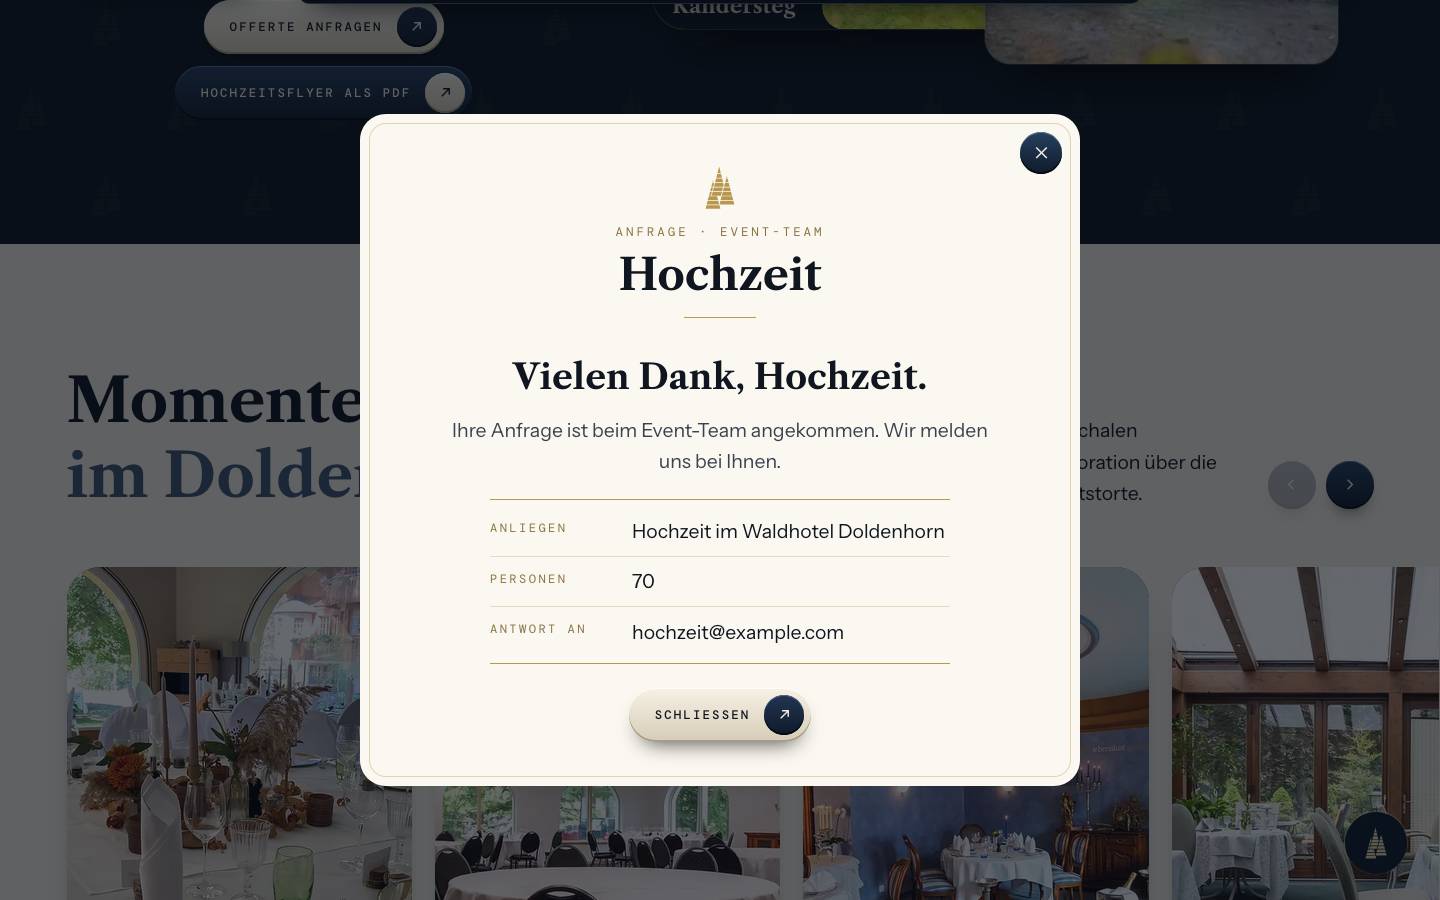 OFFERTE ANFRAGEN
Kandersteg
HOCHZEITSFLYER ALS PDF
ANFRAGE · EVENT-TEAM
Hochzeit
Vielen Dank, Hochzeit.
Ihre Anfrage ist beim Event-Team angekommen. Wir melden
uns bei Ihnen.
ANLIEGEN Hochzeit im Waldhotel Doldenhorn
PERSONEN 70
ANTWORT AN hochzeit@example.com
SCHLIESSEN
Momente
im Dolden
chalen
oration über die
tstorte.